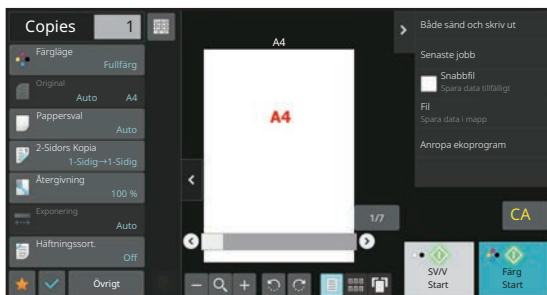 Copies 1
Färgläge
Fullfärg
Original
Auto A4
Pappersval
Auto
2-Sidors Kopia
1-Sidig→1-Sidig
Återgivning
100 %
Exponering
Auto
Häftningssort.
Off
Övrigt
A4
A4
1/7
Både sänd och skriv ut
Senaste jobb
Snabbfil
Spara data tillfälligt
Fil
Spara data i mapp
Anropa ekoprogram
CA
SV/V
Start
Färg
Start